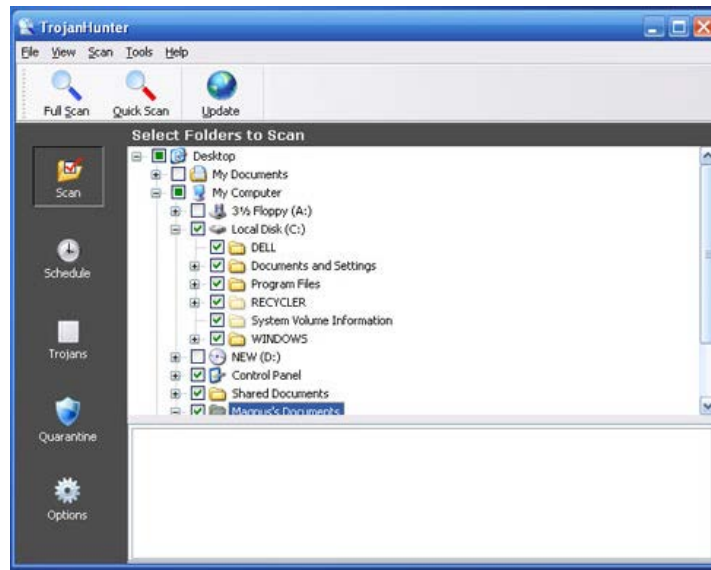 TrojanHunter
File View Scan Tools Help
Full Scan Quick Scan Update
Select Folders to Scan
Scan
Schedule
Trojans
Quarantine
Options
Desktop
My Documents
My Computer
3½ Floppy (A:)
Local Disk (C:)
DELL
Documents and Settings
Program Files
RECYCLER
System Volume Information
WINDOWS
NEW (D:)
Control Panel
Shared Documents
Magnus's Documents